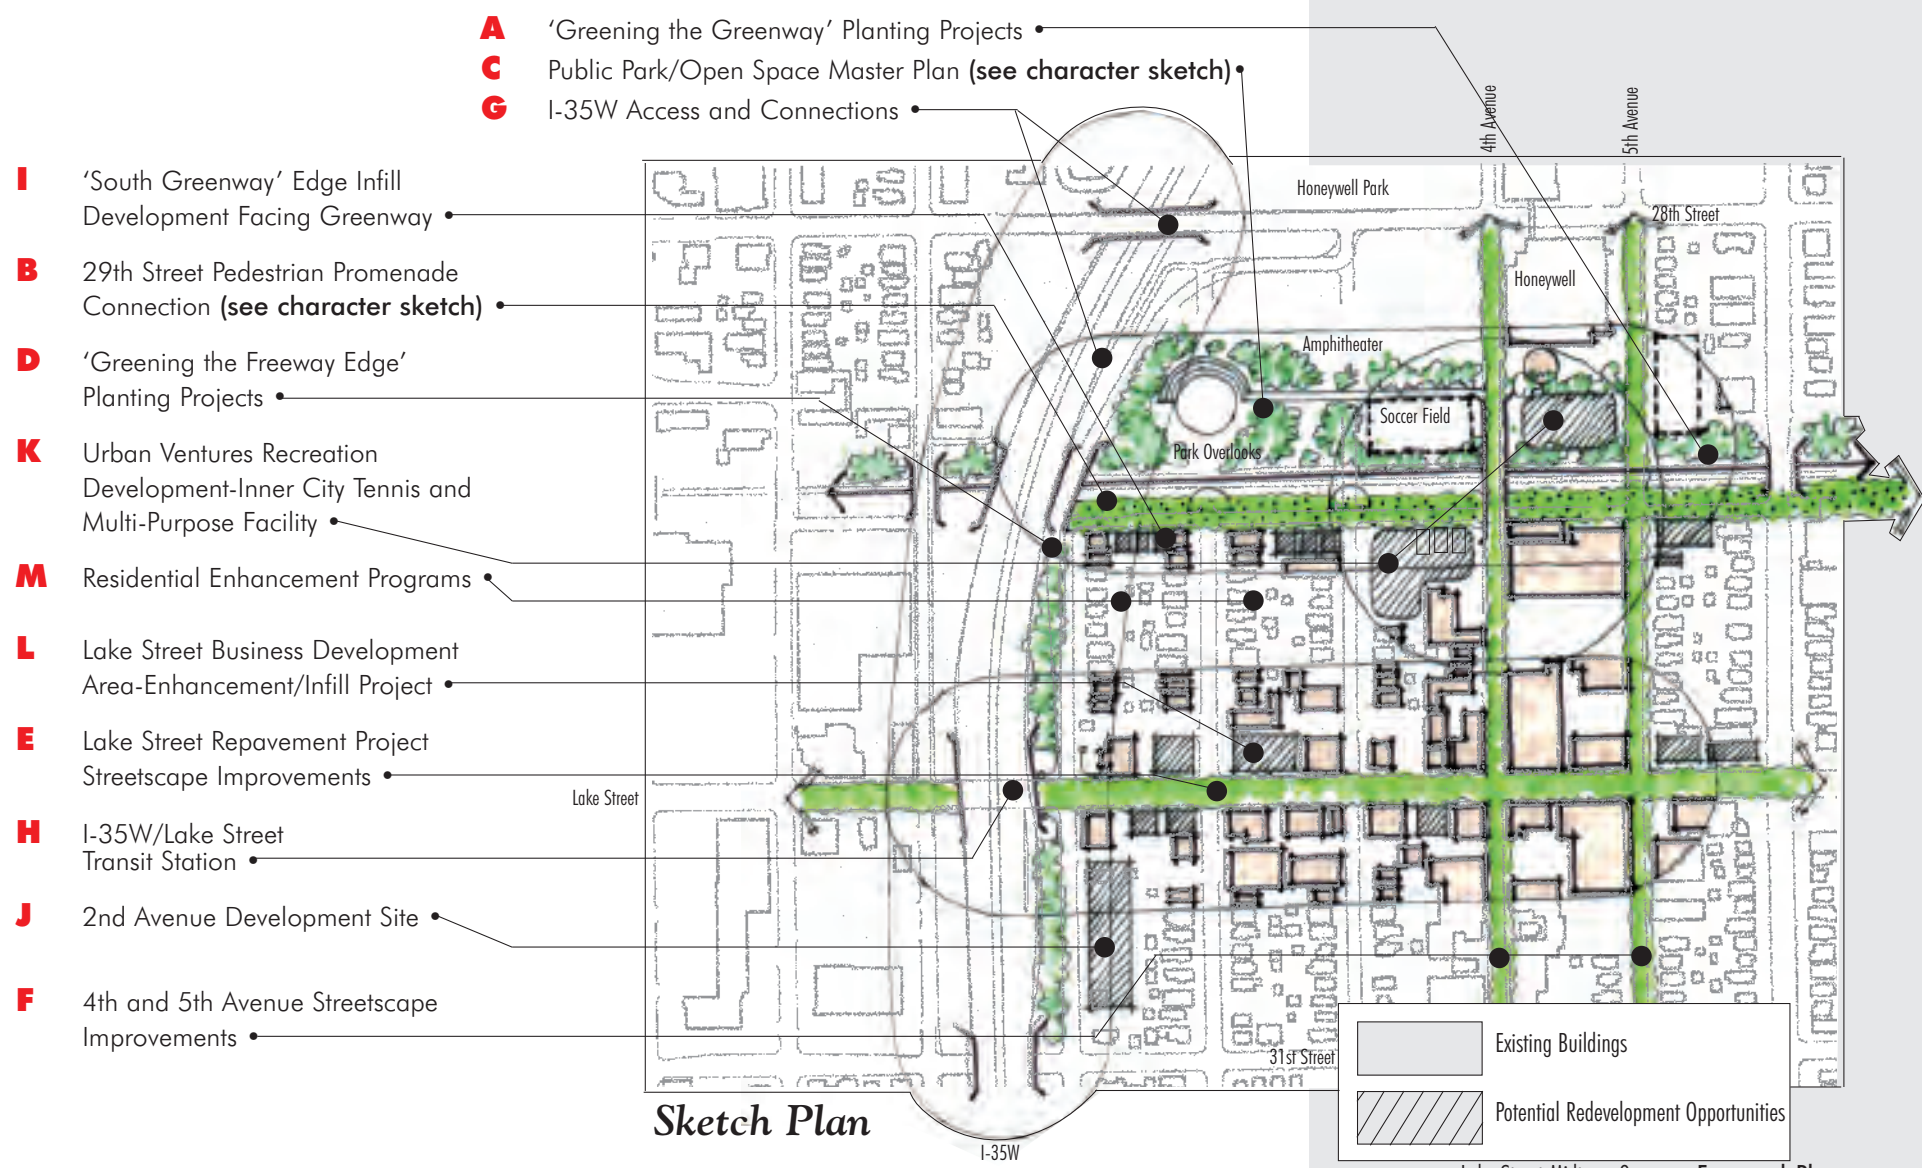 A ‘Greening the Greenway’ Planting Projects
C Public Park/Open Space Master Plan (see character sketch)
G I-35W Access and Connections
I ‘South Greenway’ Edge Infill
Development Facing Greenway
B 29th Street Pedestrian Promenade
Connection (see character sketch)
D ‘Greening the Freeway Edge’
Planting Projects
K Urban Ventures Recreation
Development-Inner City Tennis and
Multi-Purpose Facility
M Residential Enhancement Programs
L Lake Street Business Development
Area-Enhancement/Infill Project
E Lake Street Repavement Project
Streetscape Improvements
H I-35W/Lake Street
Transit Station
J 2nd Avenue Development Site
F 4th and 5th Avenue Streetscape
Improvements
4th Avenue
5th Avenue
Honeywell Park
28th Street
Honeywell
Amphitheater
Soccer Field
Park Overlooks
Lake Street
31st Street
I-35W
Sketch Plan
Existing Buildings
Potential Redevelopment Opportunities